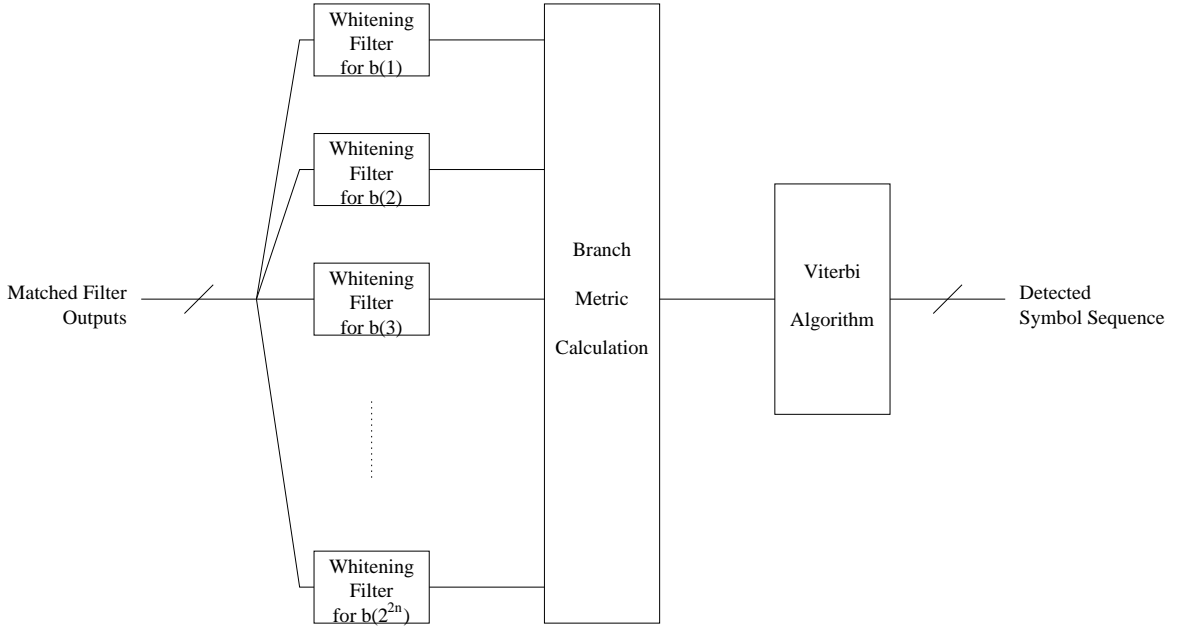 Whitening
Filter
for b(1)
Whitening
Filter
for b(2)
Matched Filter
Outputs
Whitening
Filter
for b(3)
Whitening
Filter
for b(2^2n)
Branch
Metric
Calculation
Viterbi
Algorithm
Detected
Symbol Sequence